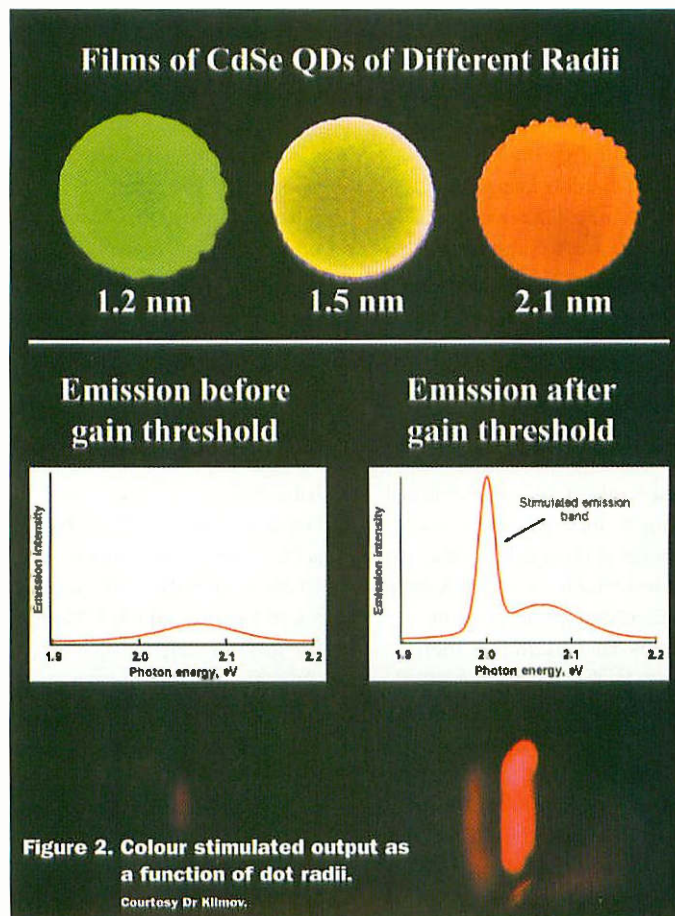 Films of CdSe QDs of Different Radii
1.2 nm
1.5 nm
2.1 nm
Emission before
gain threshold
Emission after
gain threshold
Emission intensity
1.9
2.0
2.1
2.2
Photon energy, eV
Emission intensity
Stimulated emission
band
1.9
2.0
2.1
2.2
Photon energy, eV
Figure 2. Colour stimulated output as
a function of dot radii.
Courtesy Dr Klimov.